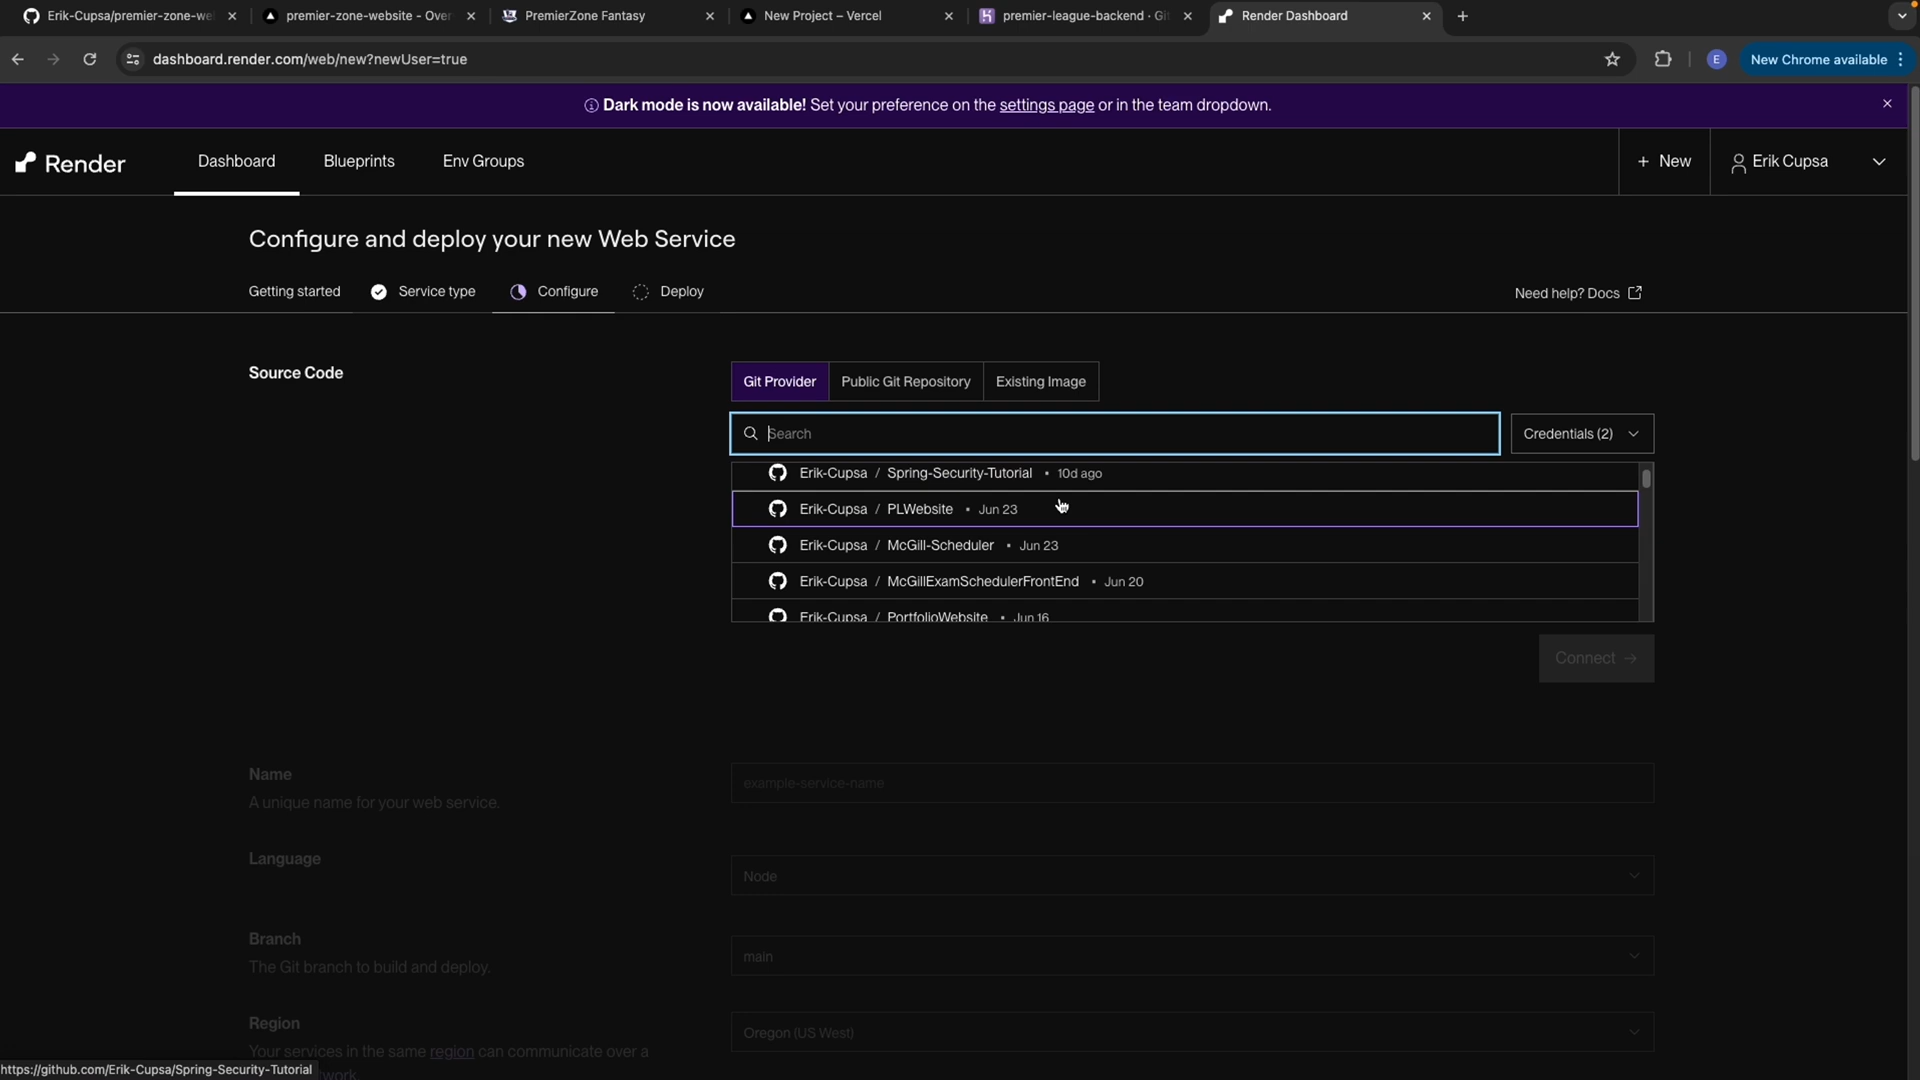 Erik-Cupsa/premier-zone-we
premier-zone-website - Over
PremierZone Fantasy
New Project – Vercel
premier-league-backend · Gi
Render Dashboard
dashboard.render.com/web/new?newUser=true
E
New Chrome available
Dark mode is now available! Set your preference on the settings page or in the team dropdown.
Render
Dashboard
Blueprints
Env Groups
+ New
Erik Cupsa
Configure and deploy your new Web Service
Getting started
Service type
Configure
Deploy
Need help? Docs
Source Code
Git Provider
Public Git Repository
Existing Image
Search
Credentials (2)
Erik-Cupsa / Spring-Security-Tutorial • 10d ago
Erik-Cupsa / PLWebsite • Jun 23
Erik-Cupsa / McGill-Scheduler • Jun 23
Erik-Cupsa / McGillExamSchedulerFrontEnd • Jun 20
Erik-Cupsa / PortfolioWebsite • Jun 16
Connect →
Name
A unique name for your web service.
example-service-name
Language
Node
Branch
The Git branch to build and deploy.
main
Region
Your services in the same region can communicate over a
Oregon (US West)
https://github.com/Erik-Cupsa/Spring-Security-Tutorial